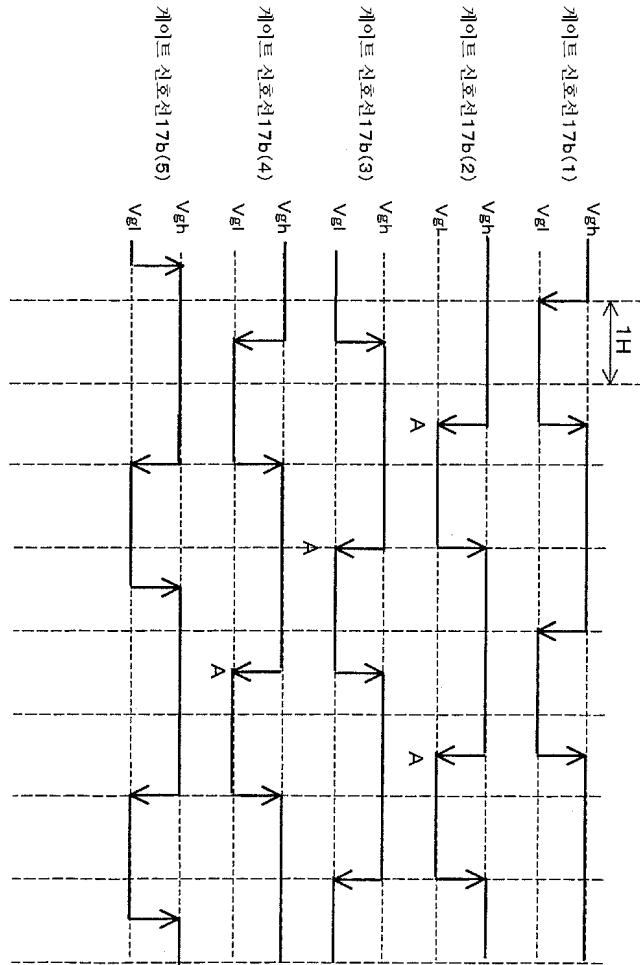 1H
게이트 신호선17b(1)
Vgh
Vgl
게이트 신호선17b(2)
Vgh
Vgl
A
A
게이트 신호선17b(3)
Vgh
Vgl
A
게이트 신호선17b(4)
Vgh
Vgl
A
게이트 신호선17b(5)
Vgh
Vgl